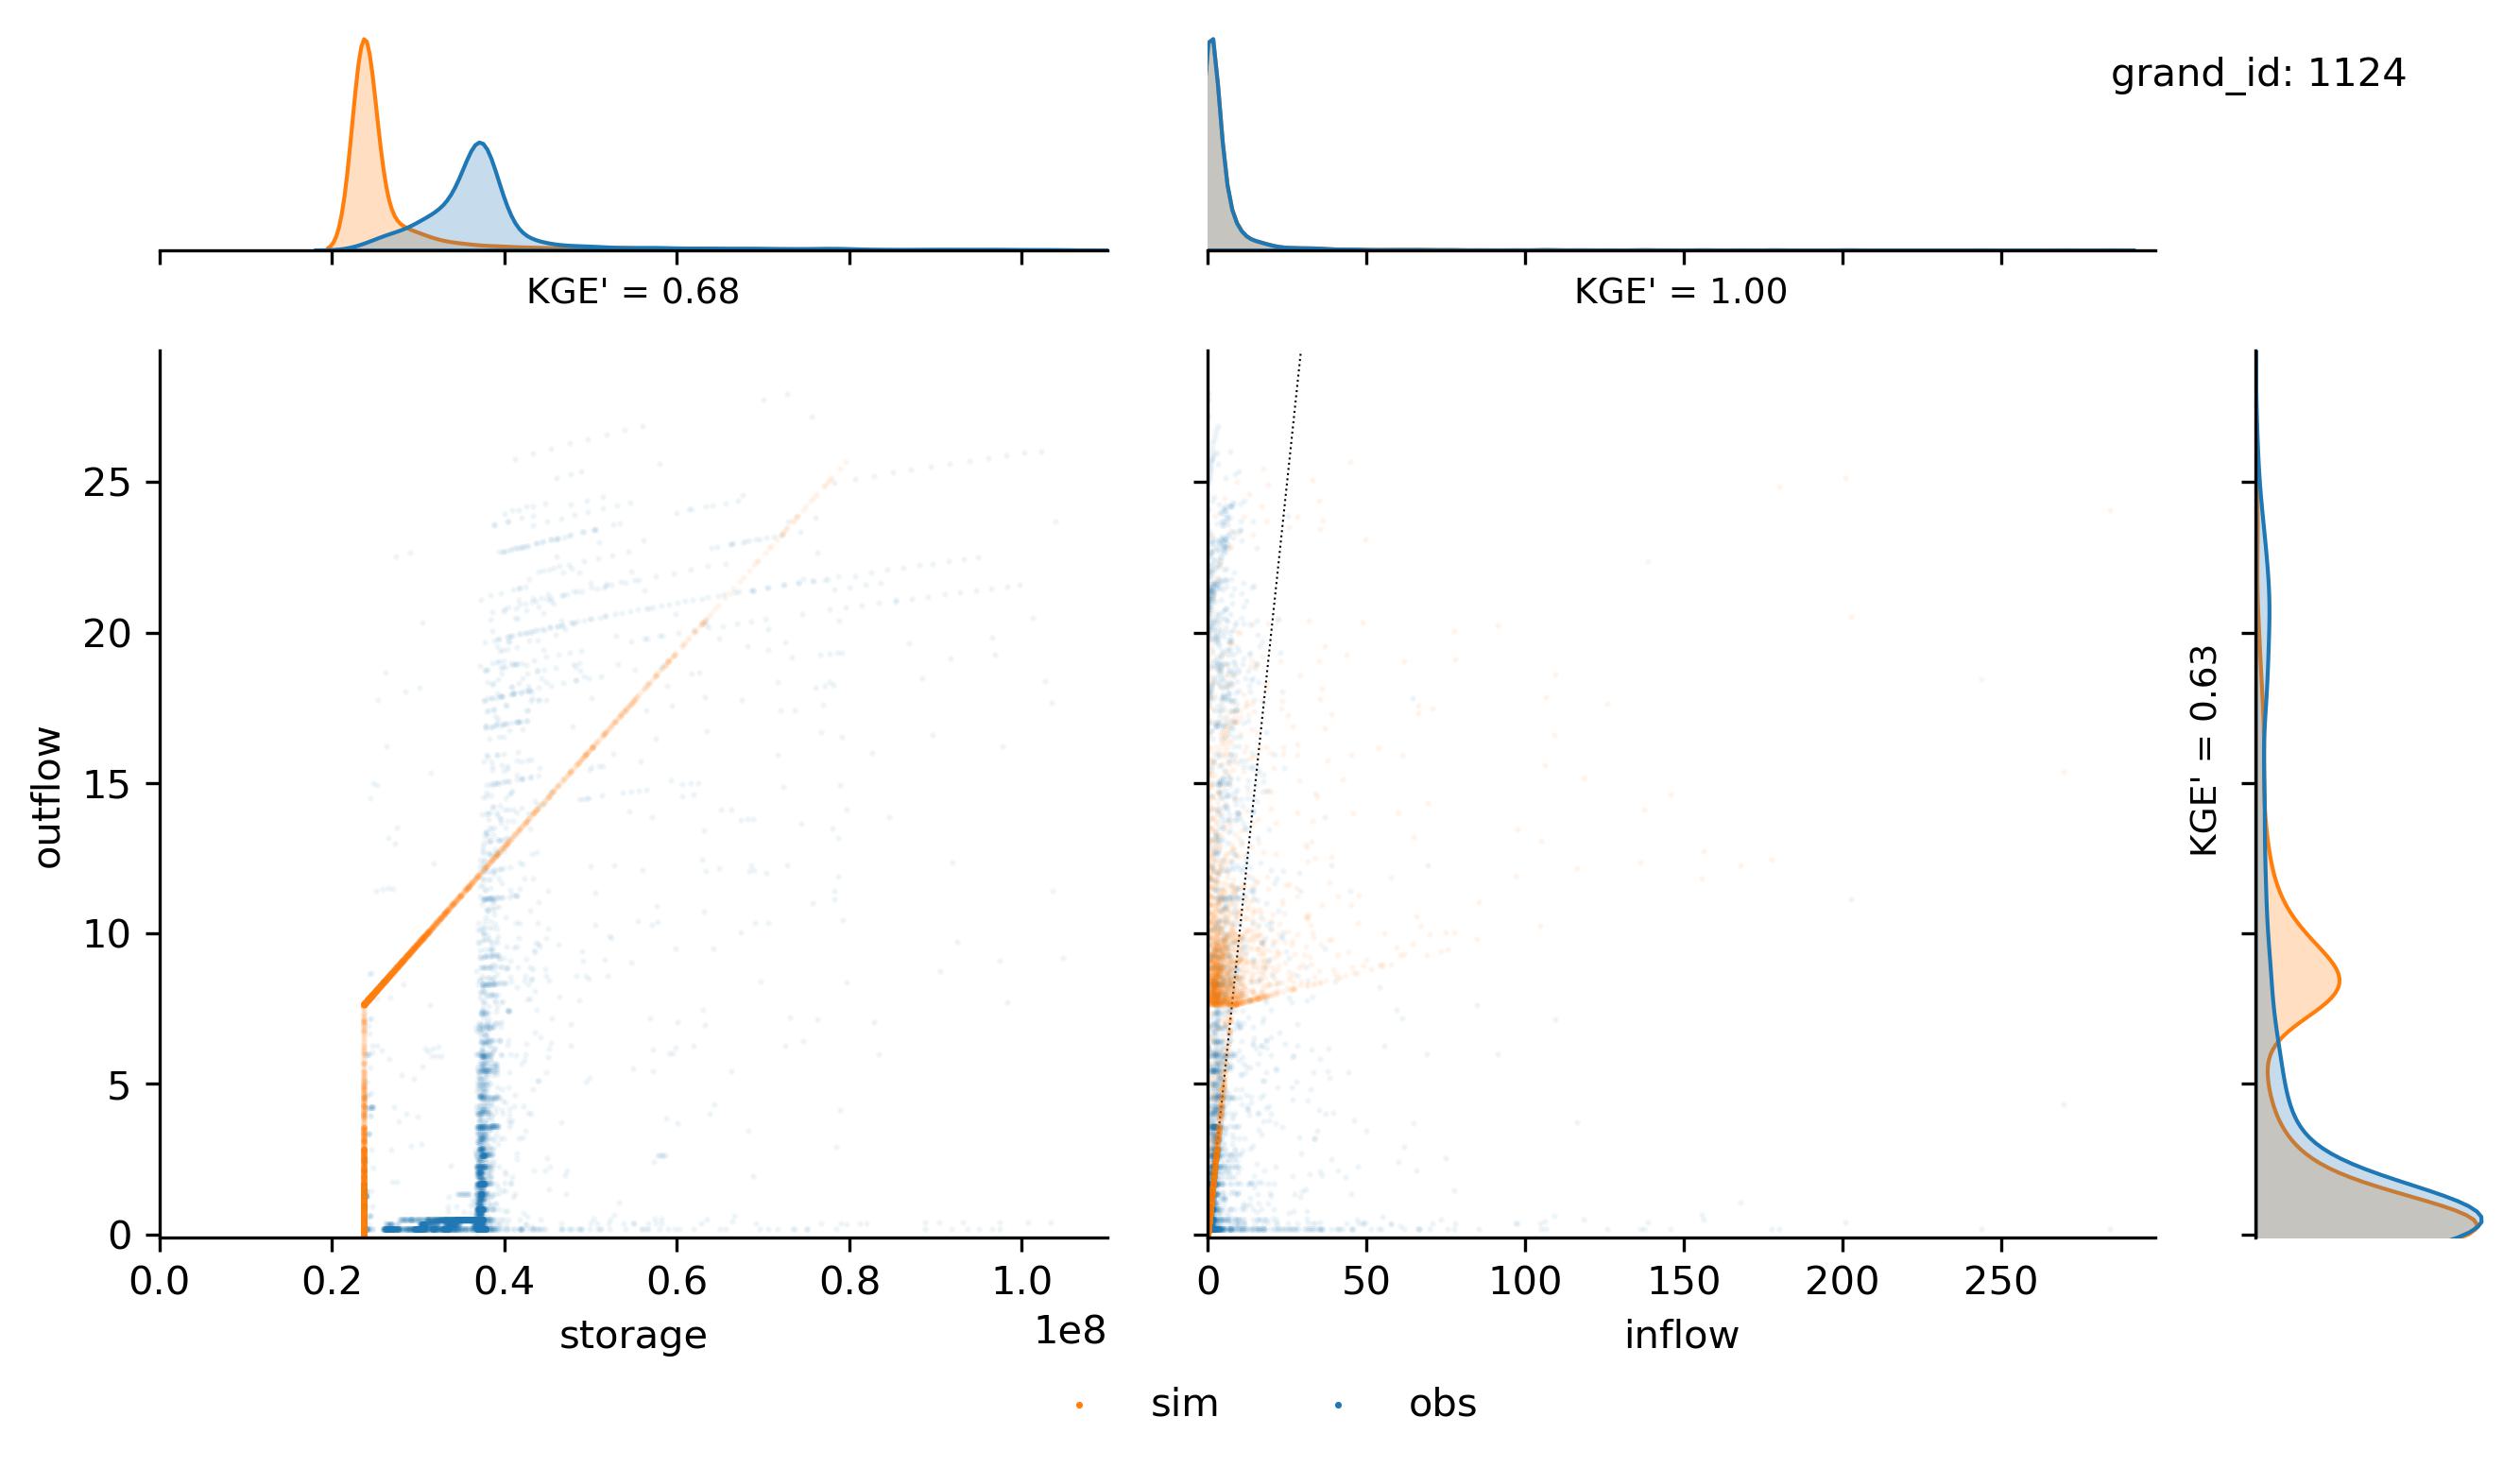 grand_id: 1124
KGE' = 0.68
KGE' = 1.00
outflow
25
20
15
10
5
0
KGE' = 0.63
0.0 0.2 0.4 0.6 0.8 1.0
1e8
storage
0 50 100 150 200 250
inflow
sim obs